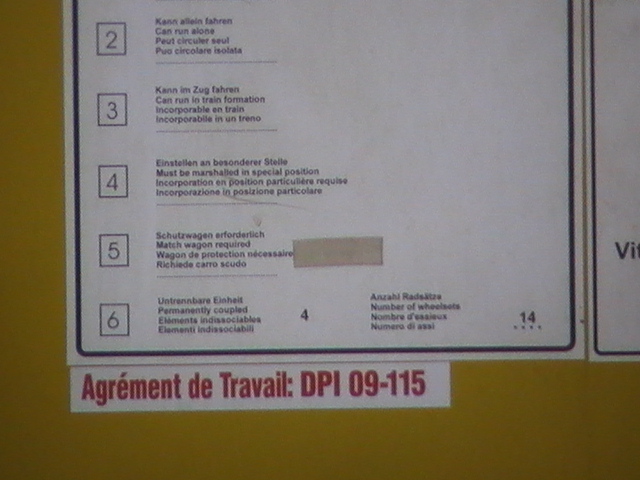 2
Kann allein fahren
Can run alone
Peut circuler seul
Puo circolare isolata
3
Kann im Zug fahren
Can run in train formation
Incorporable en train
Incorporabile in un treno
4
Einstellen an besonderer Stelle
Must be marshalled in special position
Incorporation en position particulière requise
Incorporazione in posizione particolare
5
Schutzwagen erforderlich
Match wagon required
Wagon de protection nécessaire
Richiede carro scudo
6
Untrennbare Einheit
Permanently coupled
Eléments indissociables
Elementi indissociabili
4
Anzahl Radsätze
Number of wheelsets
Nombre d'essieux
Numero di assi
14
Vit
Agrément de Travail: DPI 09-115